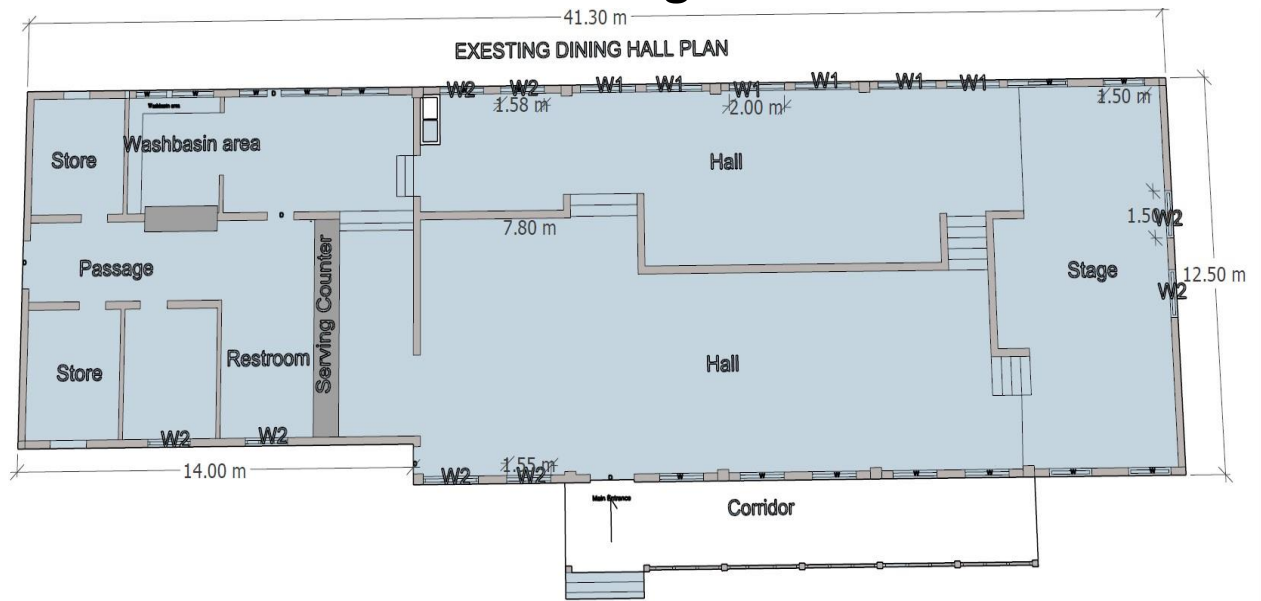 41.30 m
EXESTING DINING HALL PLAN
W2 W2 W1 W1 W1 W1 W1 W1
W W W D W W W W
1.58 m 2.00 m 1.50 m
Washbasin area
Store
Washbasin area
Hall
D
7.80 m
1.50
W2
Passage
D
Stage
12.50 m
W2
Serving Counter
Store
Restroom
Hall
W2 W2
14.00 m
D
1.55 m
W2 W2 D W W W W W W W
Main Entrance
Corridor